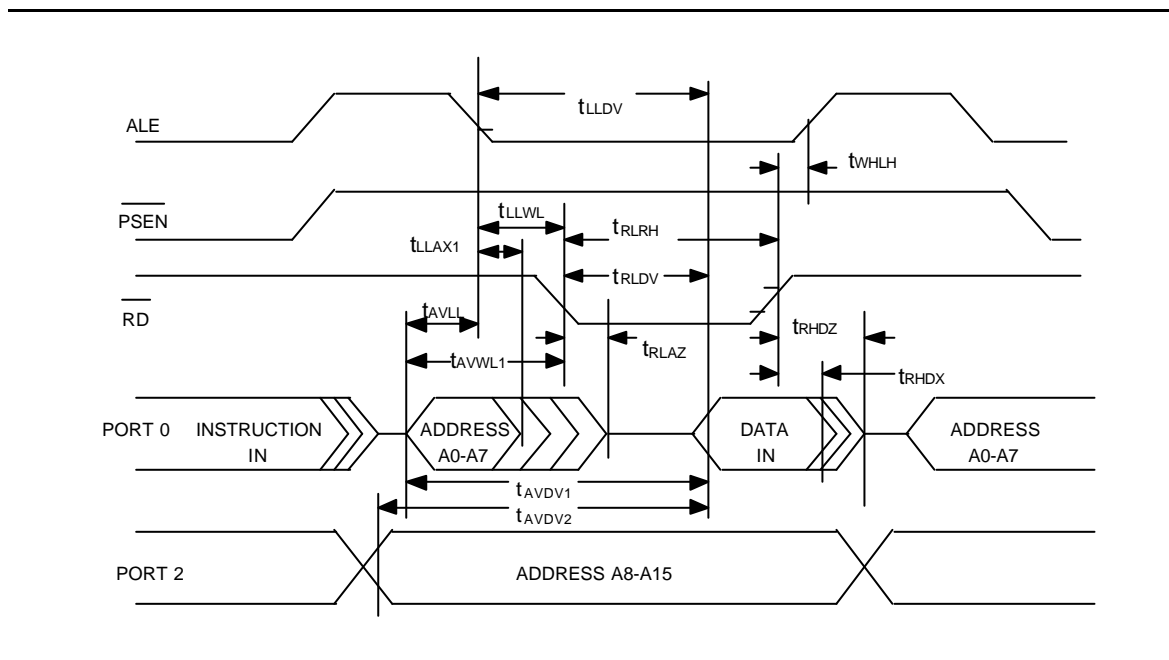 tLLDV
ALE
tWHLH
PSEN
tLLWL
tRLRH
tLLAX1
tRLDV
RD
tAVLL
tRHDZ
tRLAZ
tAVWL1
tRHDX
PORT 0
INSTRUCTION
IN
ADDRESS
A0-A7
DATA
IN
ADDRESS
A0-A7
tAVDV1
tAVDV2
PORT 2
ADDRESS A8-A15